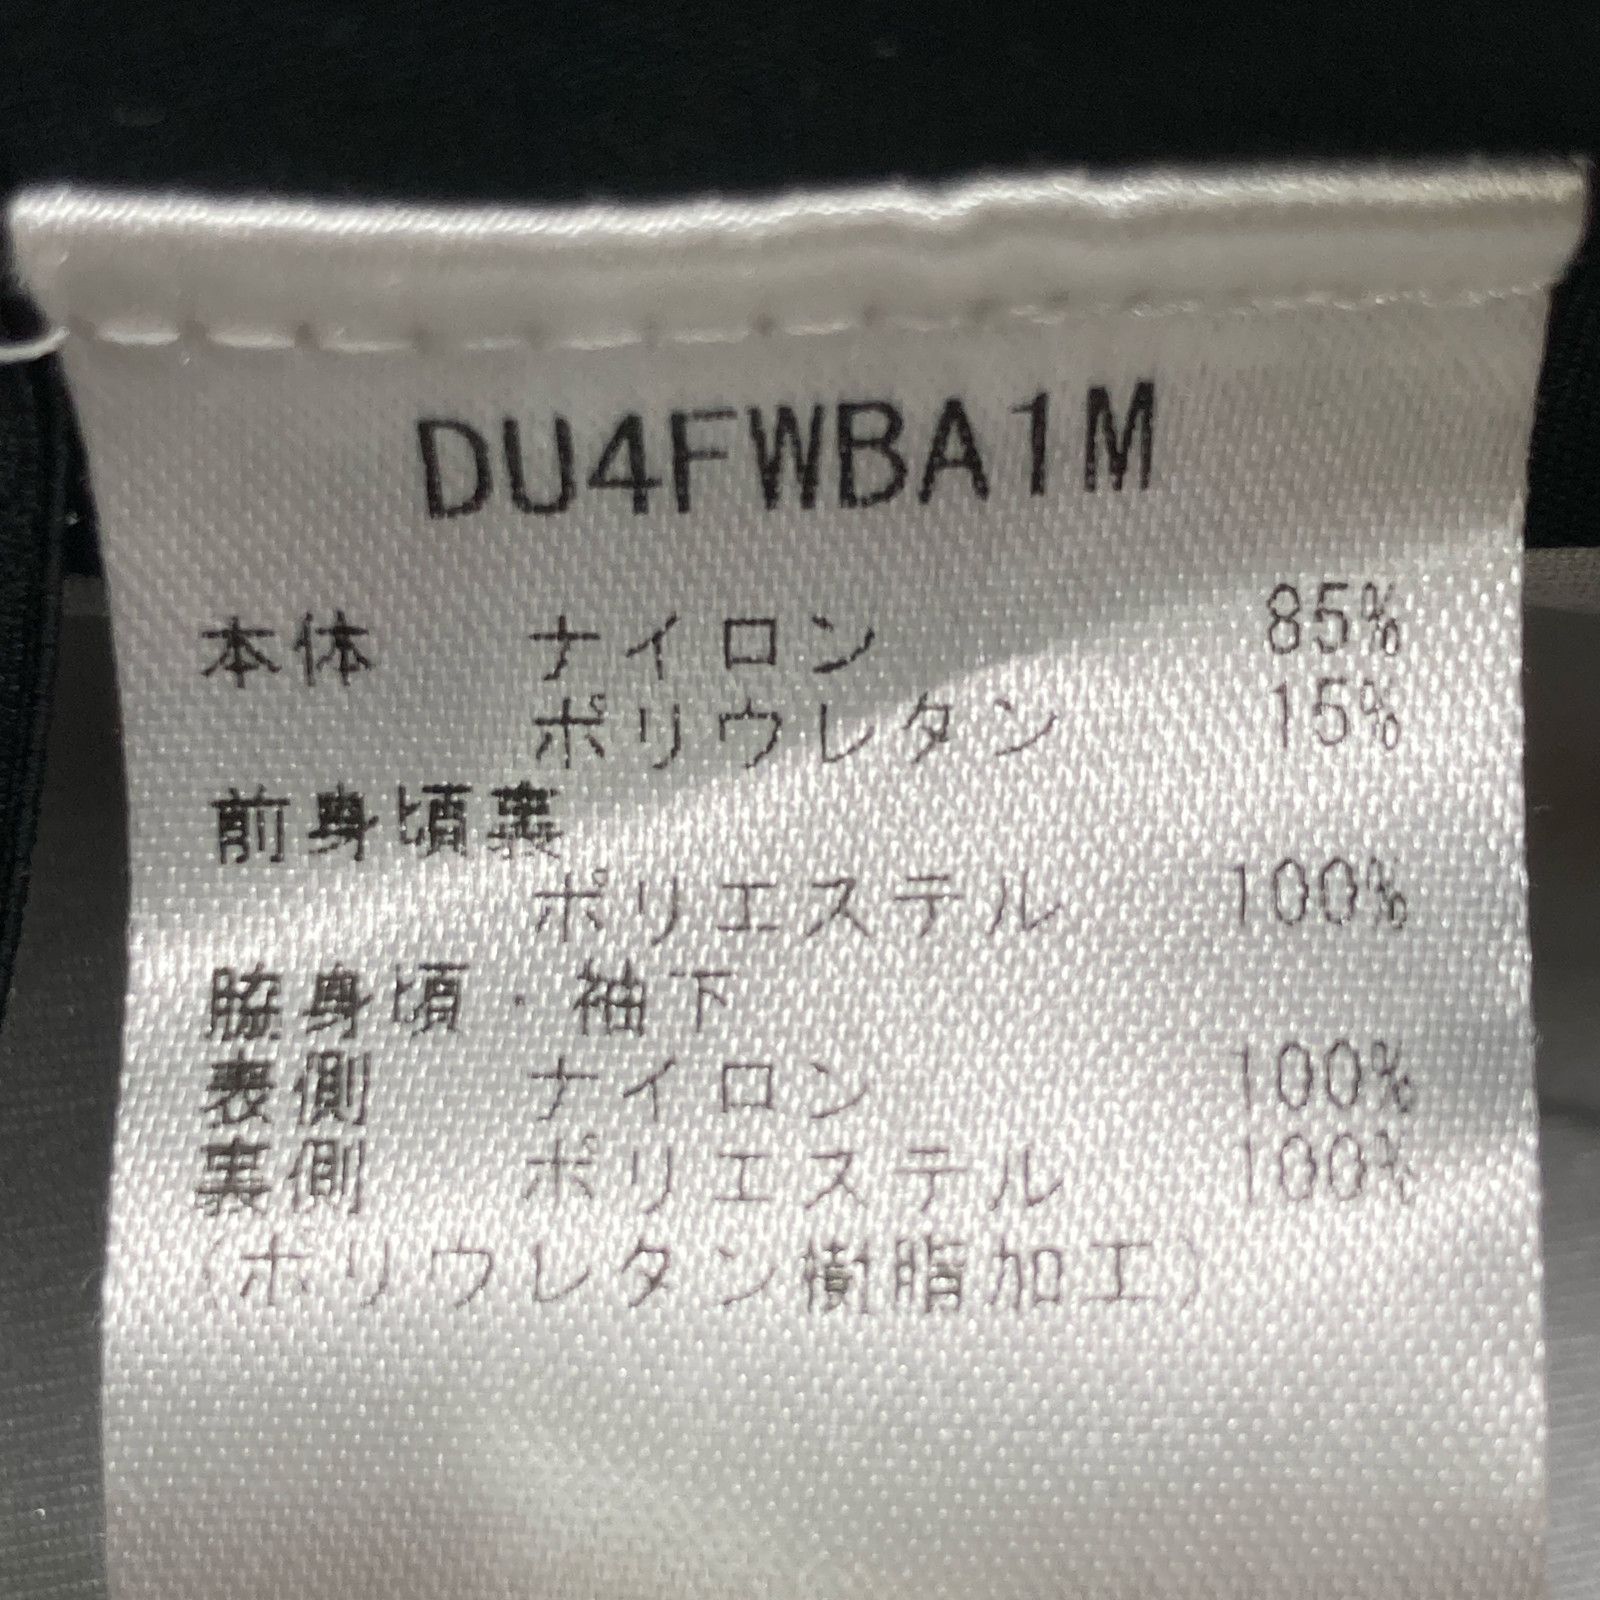 DU4FWBA1M
本体 ナイロン 85%
ポリウレタン 15%
前身頃裏
ポリエステル 100%
脇身頃・袖下
表側 ナイロン 100%
裏側 ポリエステル 100%
(ポリウレタン樹脂加工)